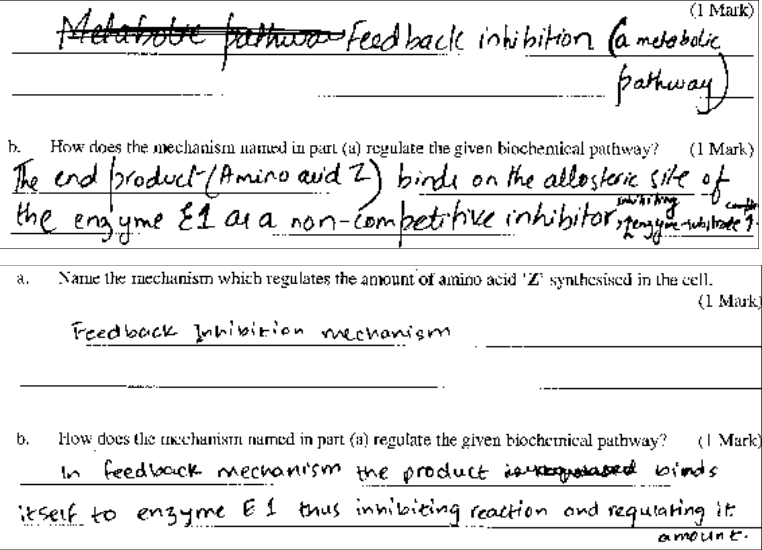 (1 Mark)
Feedback inhibition (a metabolic
pathway)
b. How does the mechanism named in part (a) regulate the given biochemical pathway? (1 Mark)
The end product (Amino acid Z) binds on the allosteric site of
the enzyme E1 as a non-competitive inhibitor, inhibiting
enzyme-substrate
a. Name the mechanism which regulates the amount of amino acid 'Z' synthesised in the cell.
(1 Mark)
Feedback Inhibition mechanism
b. How does the mechanism named in part (a) regulate the given biochemical pathway? (1 Mark)
In feedback mechanism the product binds
itself to enzyme E1 thus inhibiting reaction and regulating it
amount.